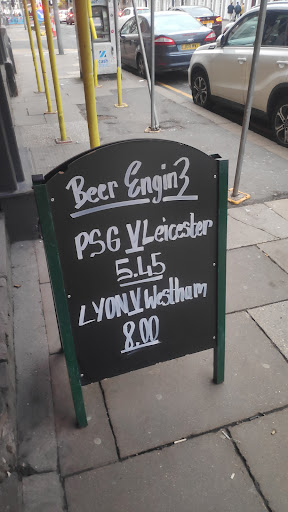 Beer Engin3
PSG V Leicester
5.45
LYON V Westham
8.00